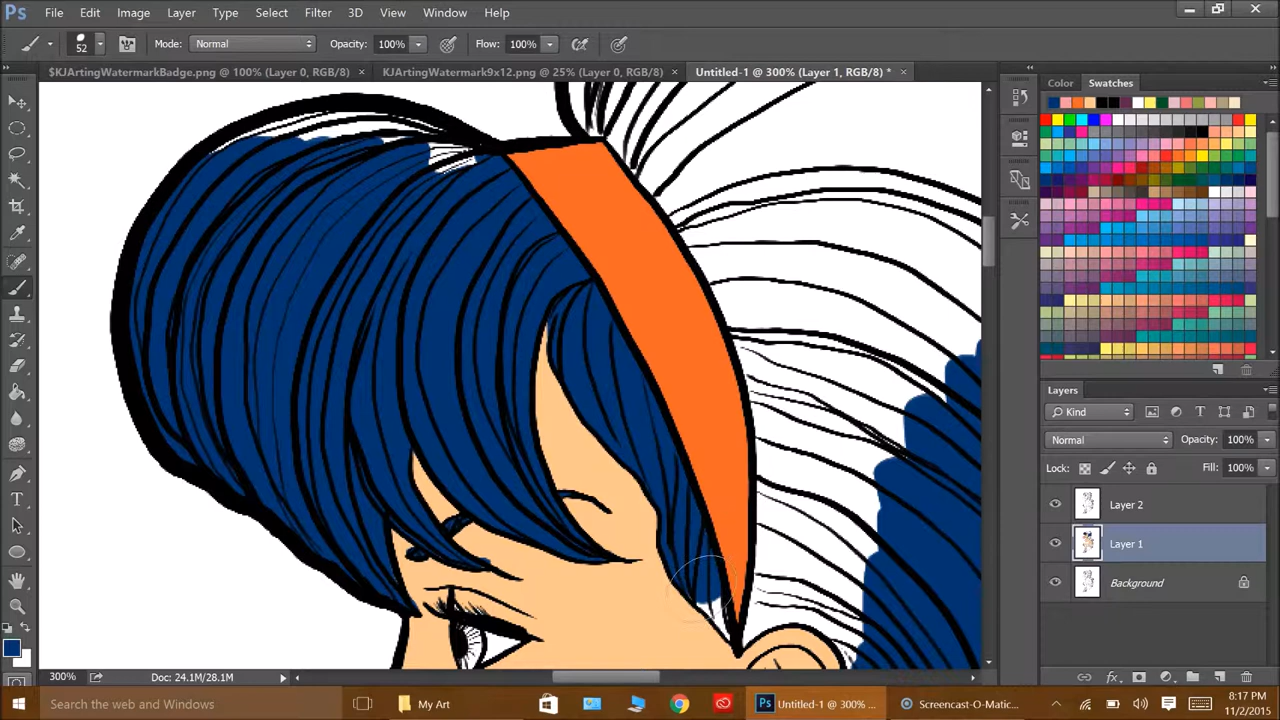 Ps File Edit Image Layer Type Select Filter 3D View Window Help
52 Mode: Normal Opacity: 100% Flow: 100%
$KJArtingWatermarkBadge.png @ 100% (Layer 0, RGB/8) × KJArtingWatermark9x12.png @ 25% (Layer 0, RGB/8) × Untitled-1 @ 300% (Layer 1, RGB/8) * ×
Color Swatches
Layers
Kind
Normal Opacity: 100%
Lock: Fill: 100%
Layer 2
Layer 1
Background
300% Doc: 24.1M/28.1M
Search the web and Windows My Art Untitled-1 @ 300% ... Screencast-O-Matic... 8:17 PM
11/2/2015